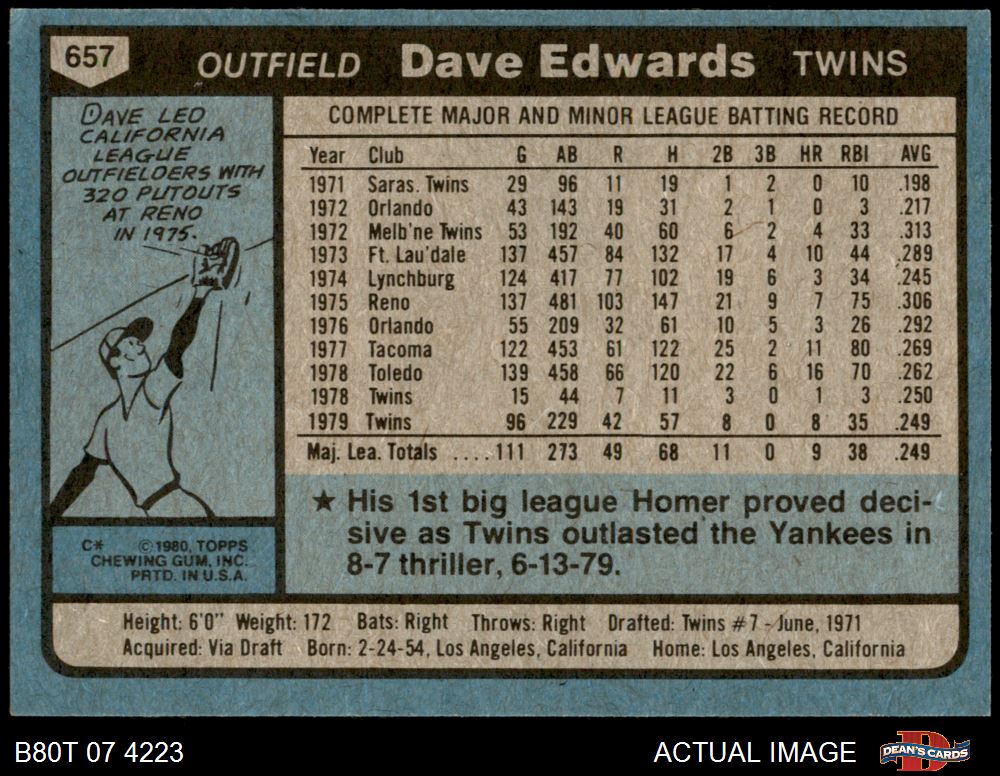 657
OUTFIELD Dave Edwards TWINS
DAVE LEO
CALIFORNIA
LEAGUE
OUTFIELDERS WITH
320 PUTOUTS
AT RENO
IN 1975.
COMPLETE MAJOR AND MINOR LEAGUE BATTING RECORD
Year Club G AB R H 2B 3B HR RBI AVG
1971 Saras. Twins 29 96 11 19 1 2 0 10 .198
1972 Orlando 43 143 19 31 2 1 0 3 .217
1972 Melb'ne Twins 53 192 40 60 6 2 4 33 .313
1973 Ft. Lau'dale 137 457 84 132 17 4 10 44 .289
1974 Lynchburg 124 417 77 102 19 6 3 34 .245
1975 Reno 137 481 103 147 21 9 7 75 .306
1976 Orlando 55 209 32 61 10 5 3 26 .292
1977 Tacoma 122 453 61 122 25 2 11 80 .269
1978 Toledo 139 458 66 120 22 6 16 70 .262
1978 Twins 15 44 7 11 3 0 1 3 .250
1979 Twins 96 229 42 57 8 0 8 35 .249
Maj. Lea. Totals ....111 273 49 68 11 0 9 38 .249
★ His 1st big league Homer proved deci-
sive as Twins outlasted the Yankees in
8-7 thriller, 6-13-79.
C* © 1980, TOPPS
CHEWING GUM, INC.
PRTD. IN U.S.A.
Height: 6'0" Weight: 172 Bats: Right Throws: Right Drafted: Twins #7 - June, 1971
Acquired: Via Draft Born: 2-24-54, Los Angeles, California Home: Los Angeles, California
B80T 07 4223
ACTUAL IMAGE
DEAN'S CARDS